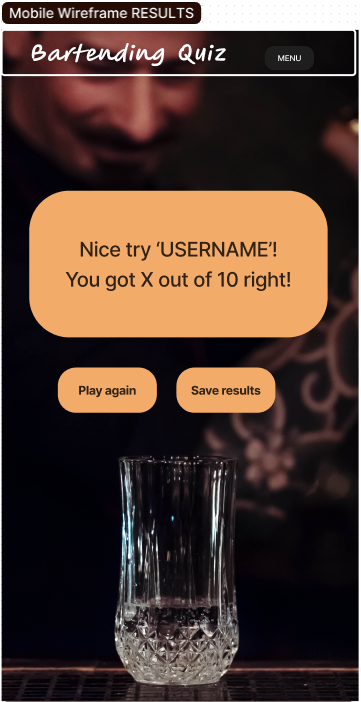 Mobile Wireframe RESULTS
Bartending Quiz
MENU
Nice try ‘USERNAME’!
You got X out of 10 right!
Play again
Save results